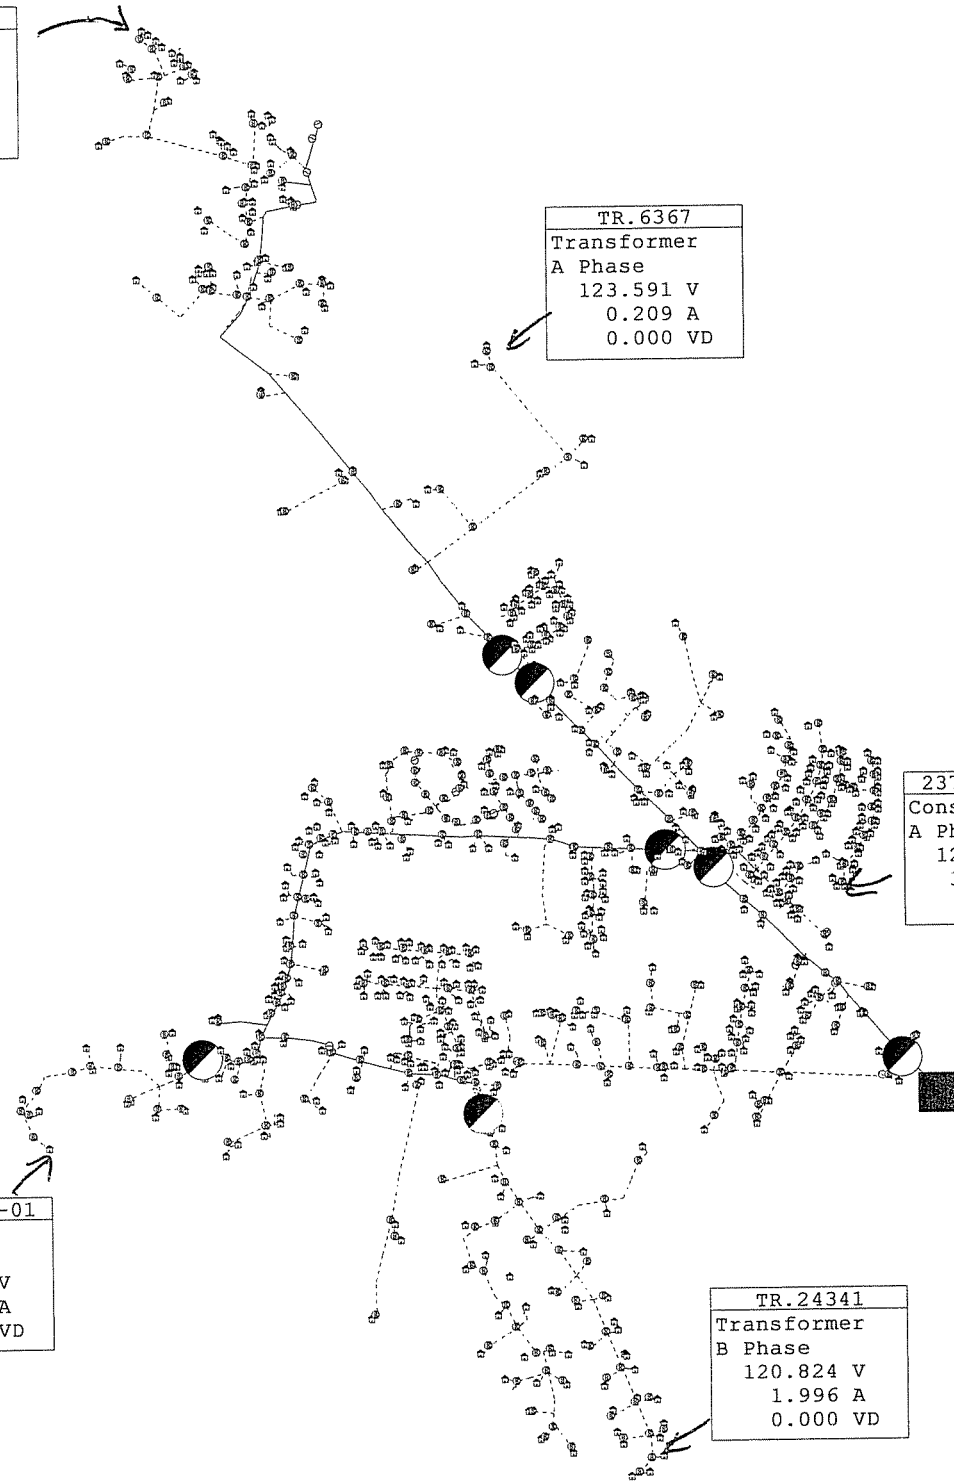 TR.6367
Transformer
A Phase
123.591 V
0.209 A
0.000 VD
237
Cons
A Ph
12
-01
V
A
VD
TR.24341
Transformer
B Phase
120.824 V
1.996 A
0.000 VD